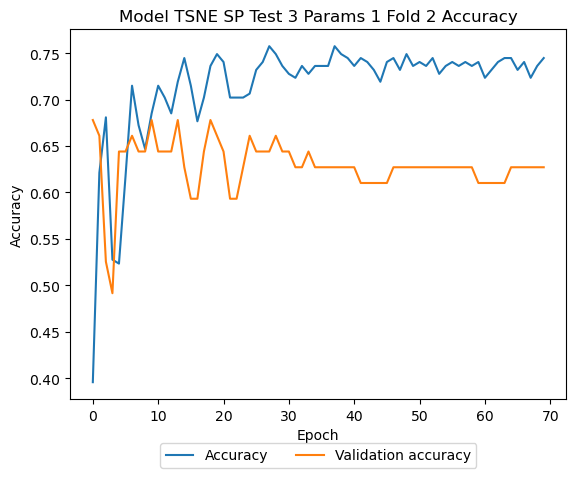 Model TSNE SP Test 3 Params 1 Fold 2 Accuracy
0.75
0.70
0.65
0.60
0.55
0.50
0.45
0.40
Accuracy
0 10 20 30 40 50 60 70
Epoch
Accuracy Validation accuracy